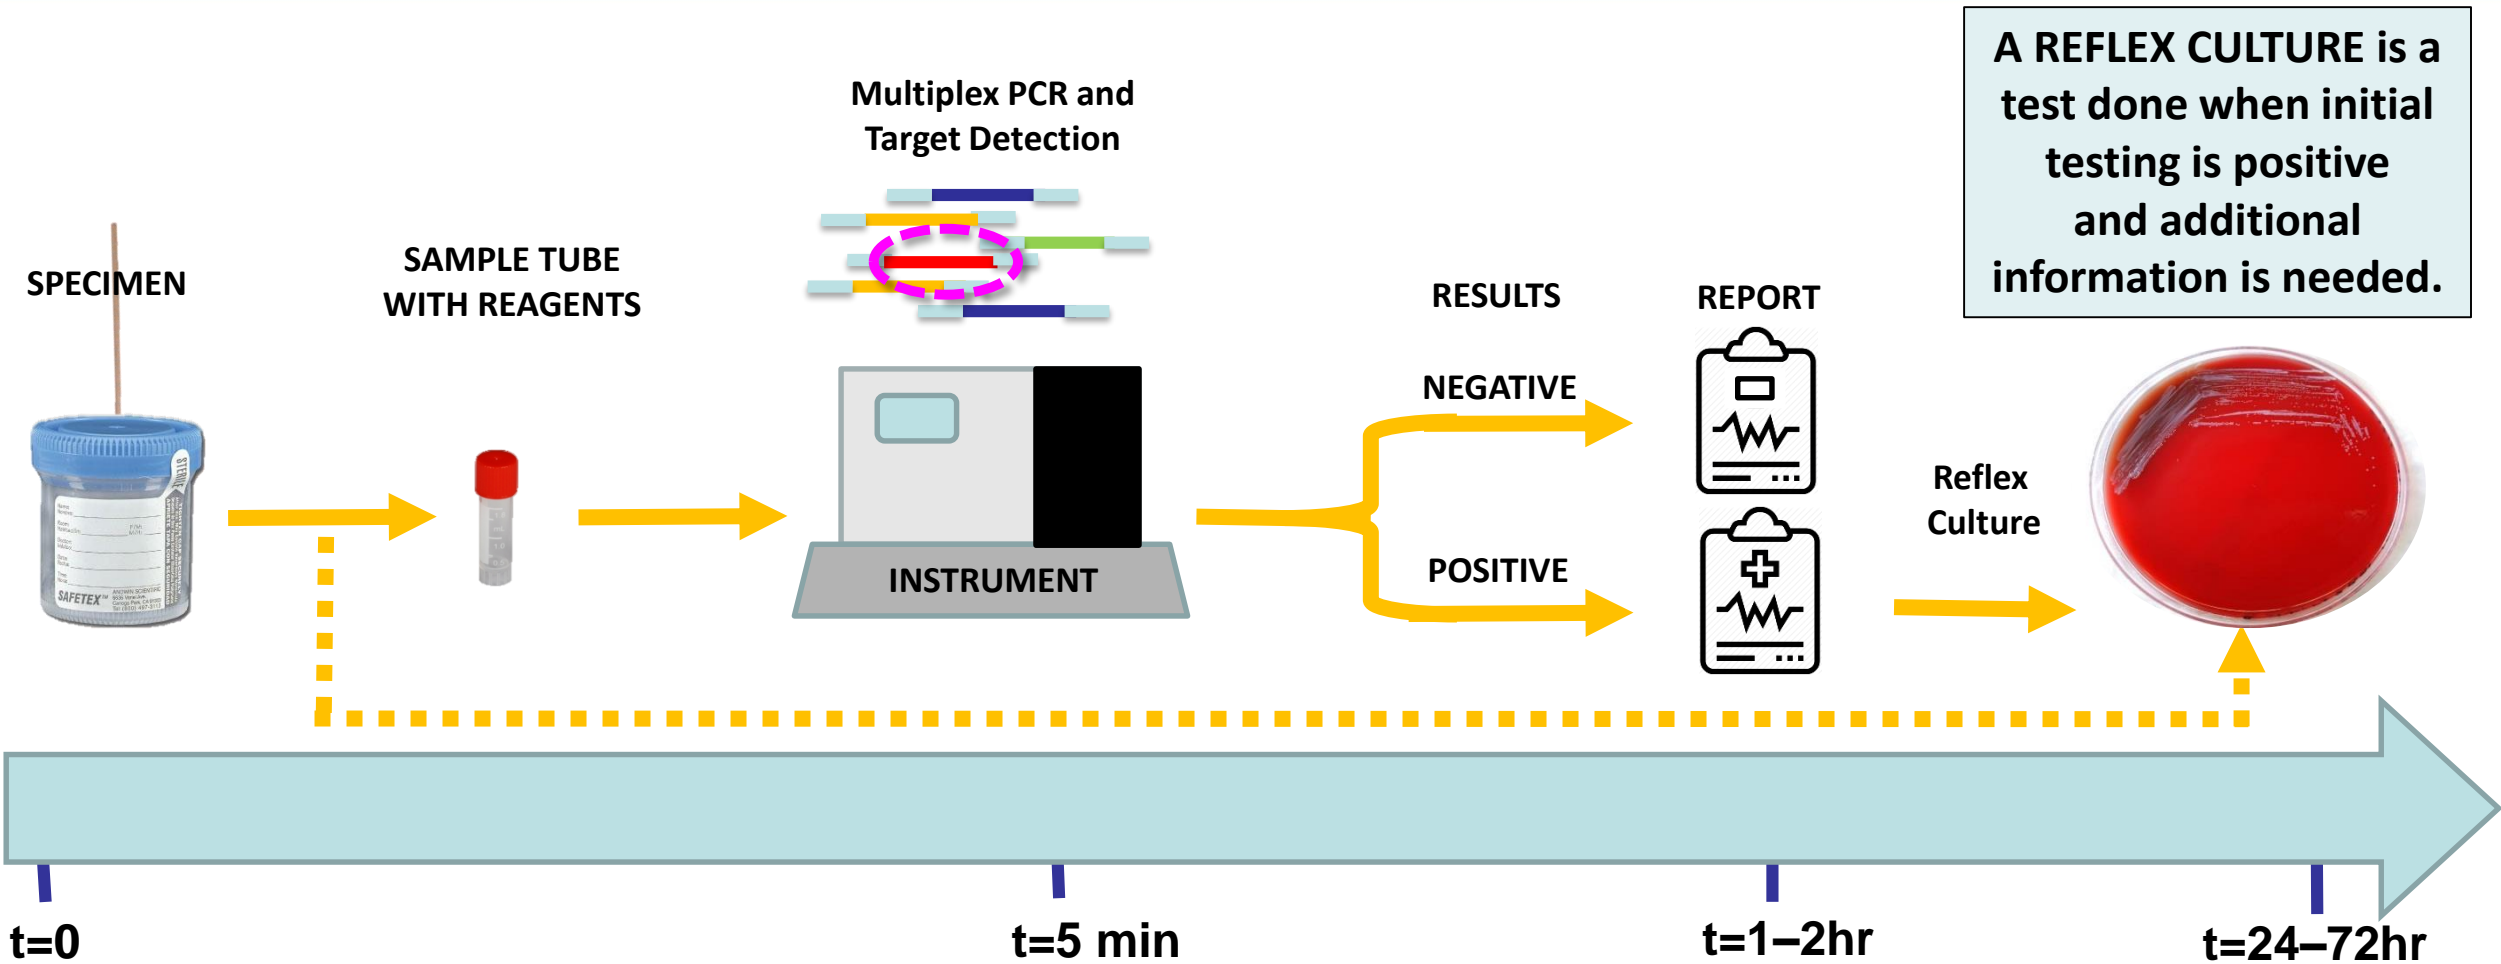 A REFLEX CULTURE is a
test done when initial
testing is positive
and additional
information is needed.
Multiplex PCR and
Target Detection
SPECIMEN
SAMPLE TUBE
WITH REAGENTS
RESULTS
REPORT
NEGATIVE
POSITIVE
Reflex
Culture
INSTRUMENT
STERILE
SAFETEX™
t=0
t=5 min
t=1–2hr
t=24–72hr